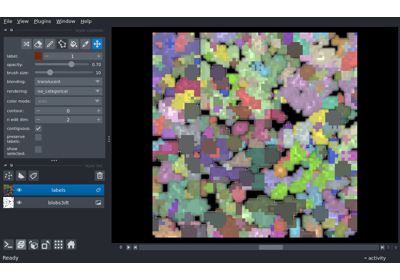 File View Plugins Window Help
label: 1
opacity: 0.70
brush size: 10
blending: translucent
rendering: iso_categorical
color mode:
contour: 0
n edit dim: 2
contiguous:
preserve
labels:
show
selected:
labels
blobs3dt
0
Ready
activity